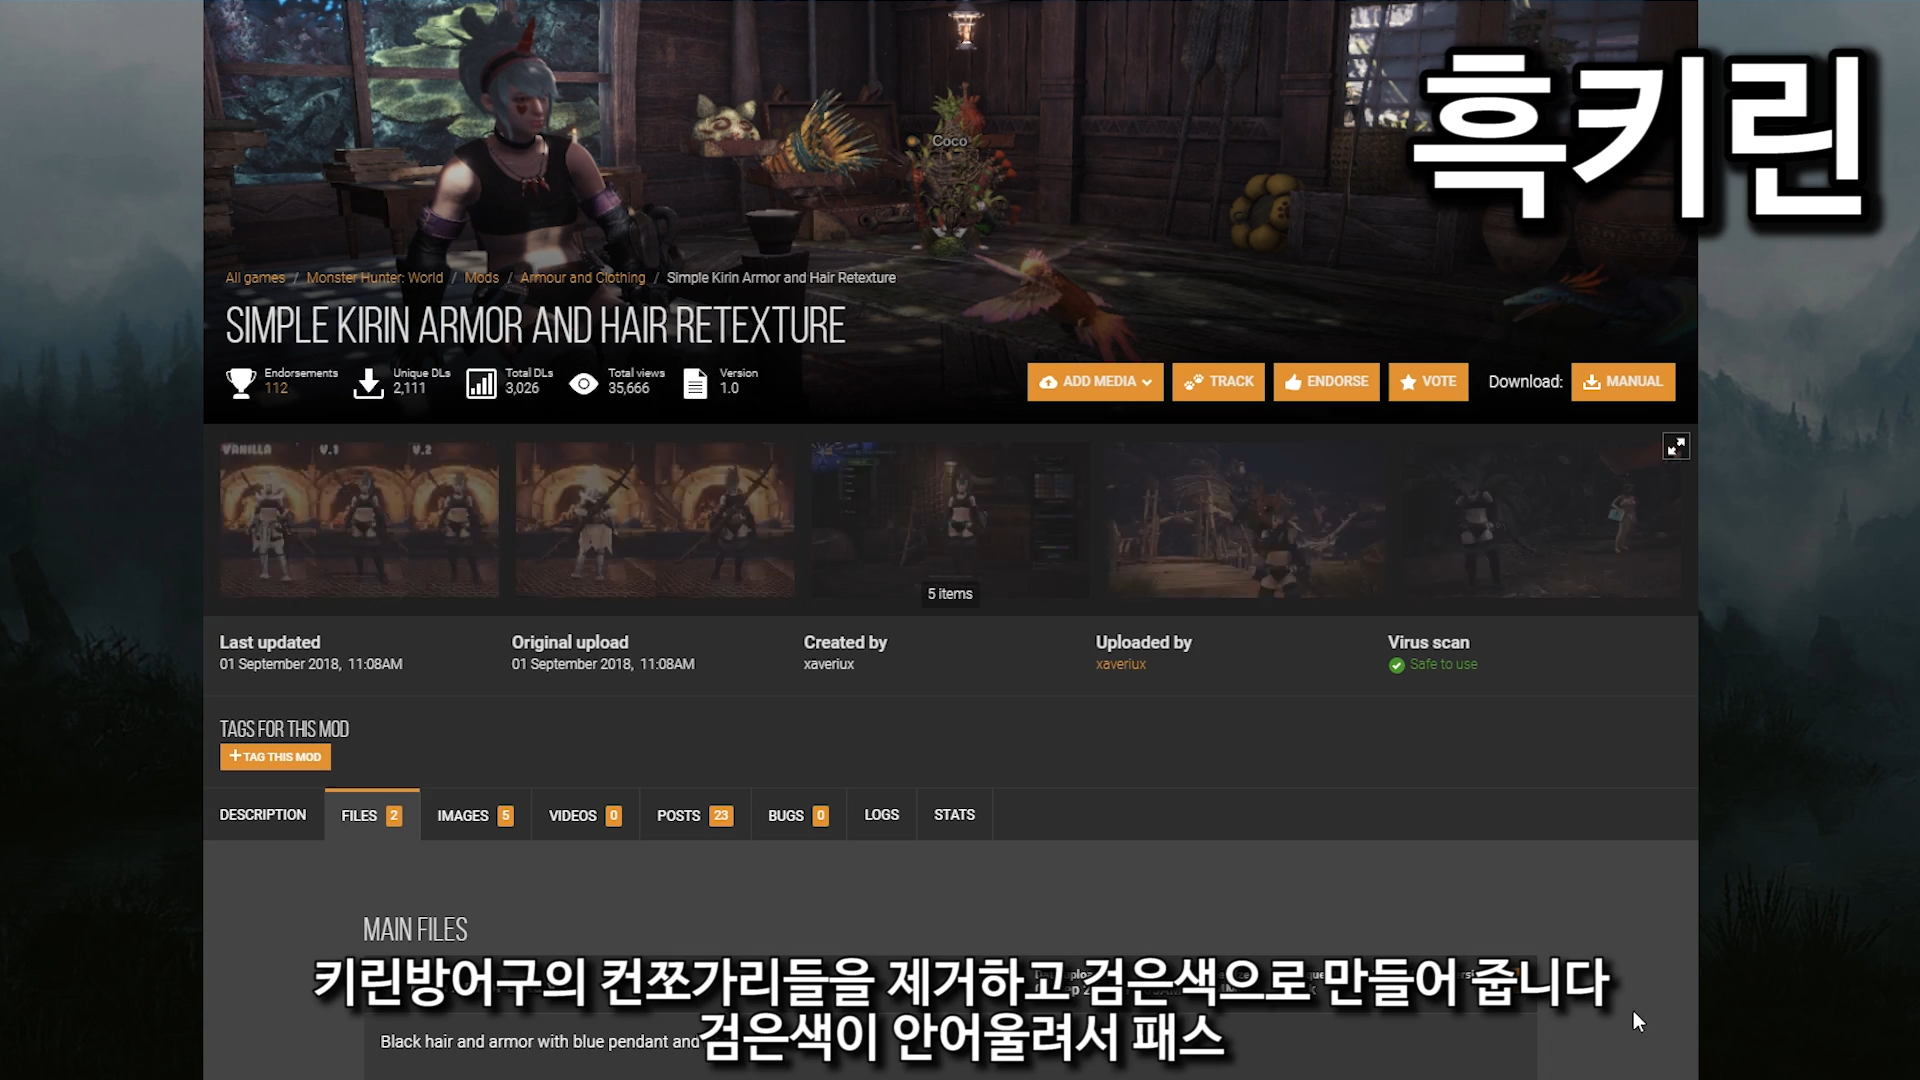 흑키린
Coco
All games / Monster Hunter: World / Mods / Armour and Clothing / Simple Kirin Armor and Hair Retexture
SIMPLE KIRIN ARMOR AND HAIR RETEXTURE
Endorsements 112
Unique DLs 2,111
Total DLs 3,026
Total views 35,666
Version 1.0
ADD MEDIA
TRACK
ENDORSE
VOTE
Download:
MANUAL
VANILLA V.1 V.2
5 items
Last updated
01 September 2018, 11:08AM
Original upload
01 September 2018, 11:08AM
Created by
xaveriux
Uploaded by
xaveriux
Virus scan
Safe to use
TAGS FOR THIS MOD
+ TAG THIS MOD
DESCRIPTION
FILES 2
IMAGES 5
VIDEOS 0
POSTS 23
BUGS 0
LOGS
STATS
MAIN FILES
키린방어구의 컨쪼가리들을 제거하고 검은색으로 만들어 줍니다
검은색이 안어울려서 패스
Black hair and armor with blue pendant and